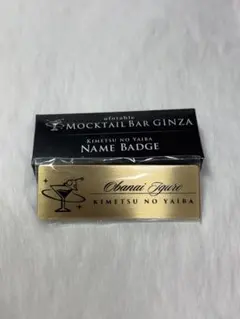 ufotable
MOCKTAIL BAR GINZA
KIMETSU NO YAIBA
NAME BADGE
Obanai Iguro
KIMETSU NO YAIBA